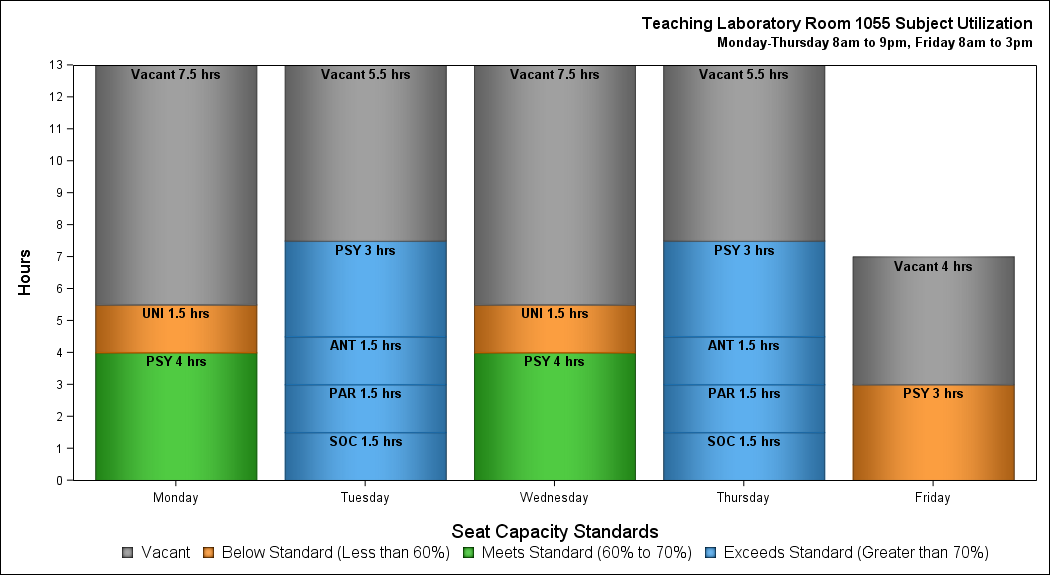 Teaching Laboratory Room 1055 Subject Utilization
Monday-Thursday 8am to 9pm, Friday 8am to 3pm
Hours
13
12
11
10
9
8
7
6
5
4
3
2
1
0
Vacant 7.5 hrs
UNI 1.5 hrs
PSY 4 hrs
Vacant 5.5 hrs
PSY 3 hrs
ANT 1.5 hrs
PAR 1.5 hrs
SOC 1.5 hrs
Vacant 7.5 hrs
UNI 1.5 hrs
PSY 4 hrs
Vacant 5.5 hrs
PSY 3 hrs
ANT 1.5 hrs
PAR 1.5 hrs
SOC 1.5 hrs
Vacant 4 hrs
PSY 3 hrs
Monday Tuesday Wednesday Thursday Friday
Seat Capacity Standards
Vacant Below Standard (Less than 60%) Meets Standard (60% to 70%) Exceeds Standard (Greater than 70%)